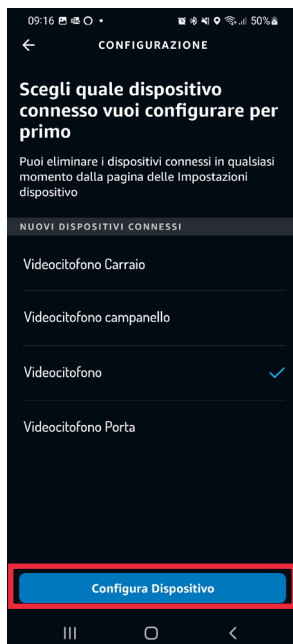 09:16 50%
CONFIGURAZIONE
Scegli quale dispositivo
connesso vuoi configurare per
primo
Puoi eliminare i dispositivi connessi in qualsiasi
momento dalla pagina delle Impostazioni
dispositivo
NUOVI DISPOSITIVI CONNESSI
Videocitofono Carraio
Videocitofono campanello
Videocitofono
Videocitofono Porta
Configura Dispositivo